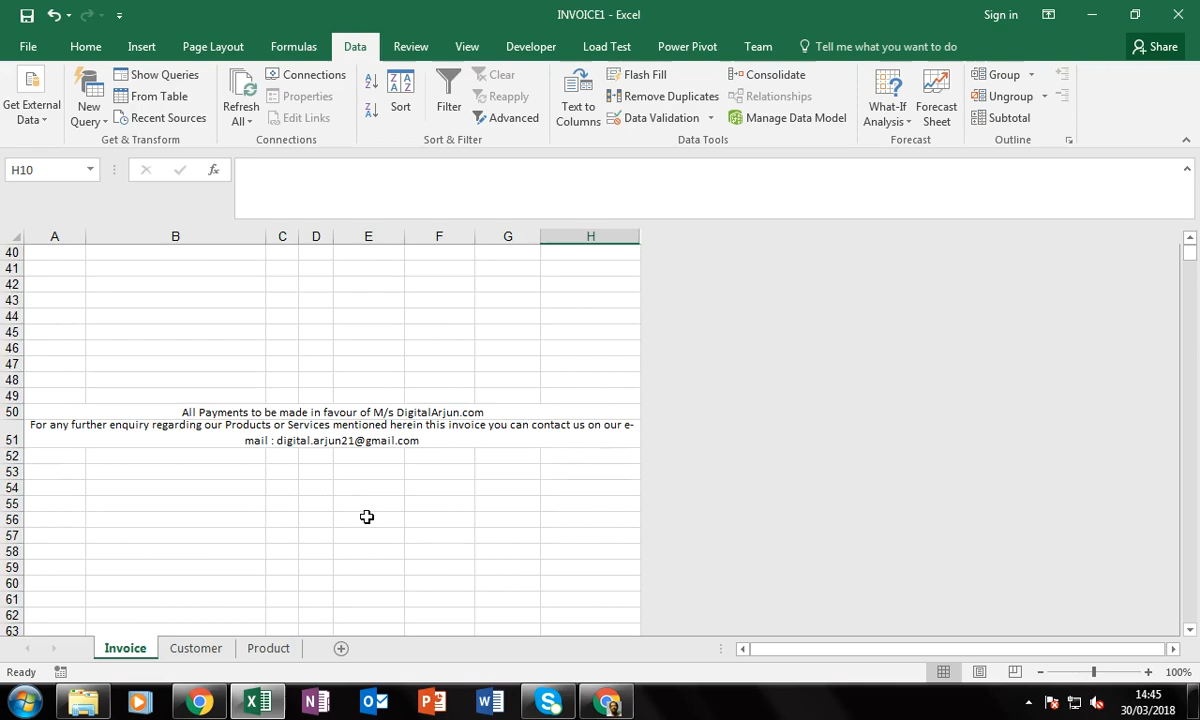 INVOICE1 - Excel
Sign in
File Home Insert Page Layout Formulas Data Review View Developer Load Test Power Pivot Team Tell me what you want to do Share
Get External Data
New Query
Show Queries
From Table
Recent Sources
Get & Transform
Refresh All
Connections
Properties
Edit Links
Connections
A Z
Z A
Z A A Z
Sort
Filter
Clear
Reapply
Advanced
Sort & Filter
Text to Columns
Flash Fill
Remove Duplicates
Data Validation
Consolidate
Relationships
Manage Data Model
Data Tools
What-If Analysis
Forecast Sheet
Forecast
Group
Ungroup
Subtotal
Outline
H10
fx
A B C D E F G H
40
41
42
43
44
45
46
47
48
49
50 All Payments to be made in favour of M/s DigitalArjun.com
For any further enquiry regarding our Products or Services mentioned herein this invoice you can contact us on our e-
51 mail : digital.arjun21@gmail.com
52
53
54
55
56
57
58
59
60
61
62
63
Invoice Customer Product
Ready
100%
14:45
30/03/2018